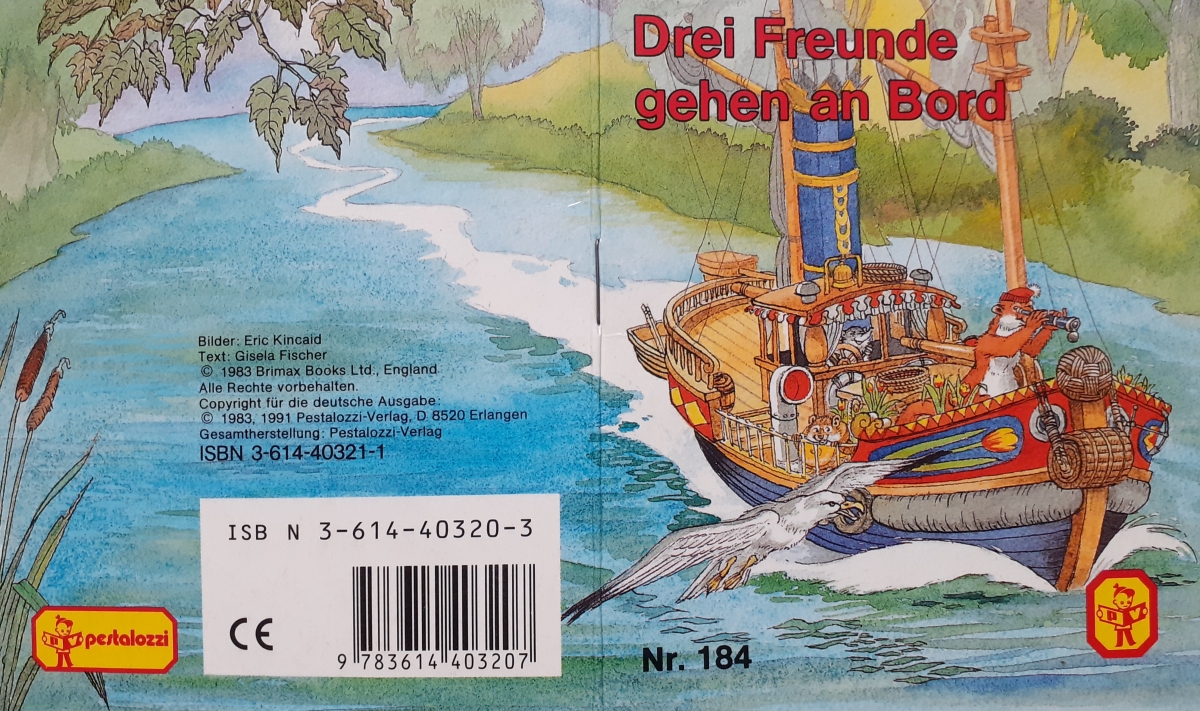 Drei Freunde
gehen an Bord
Bilder: Eric Kincaid
Text: Gisela Fischer
© 1983 Brimax Books Ltd., England
Alle Rechte vorbehalten.
Copyright für die deutsche Ausgabe:
© 1983, 1991 Pestalozzi-Verlag, D 8520 Erlangen
Gesamtherstellung: Pestalozzi-Verlag
ISBN 3-614-40321-1
ISB N 3-614-40320-3
CE
9 783614 403207
pestalozzi
P V
Nr. 184
P V